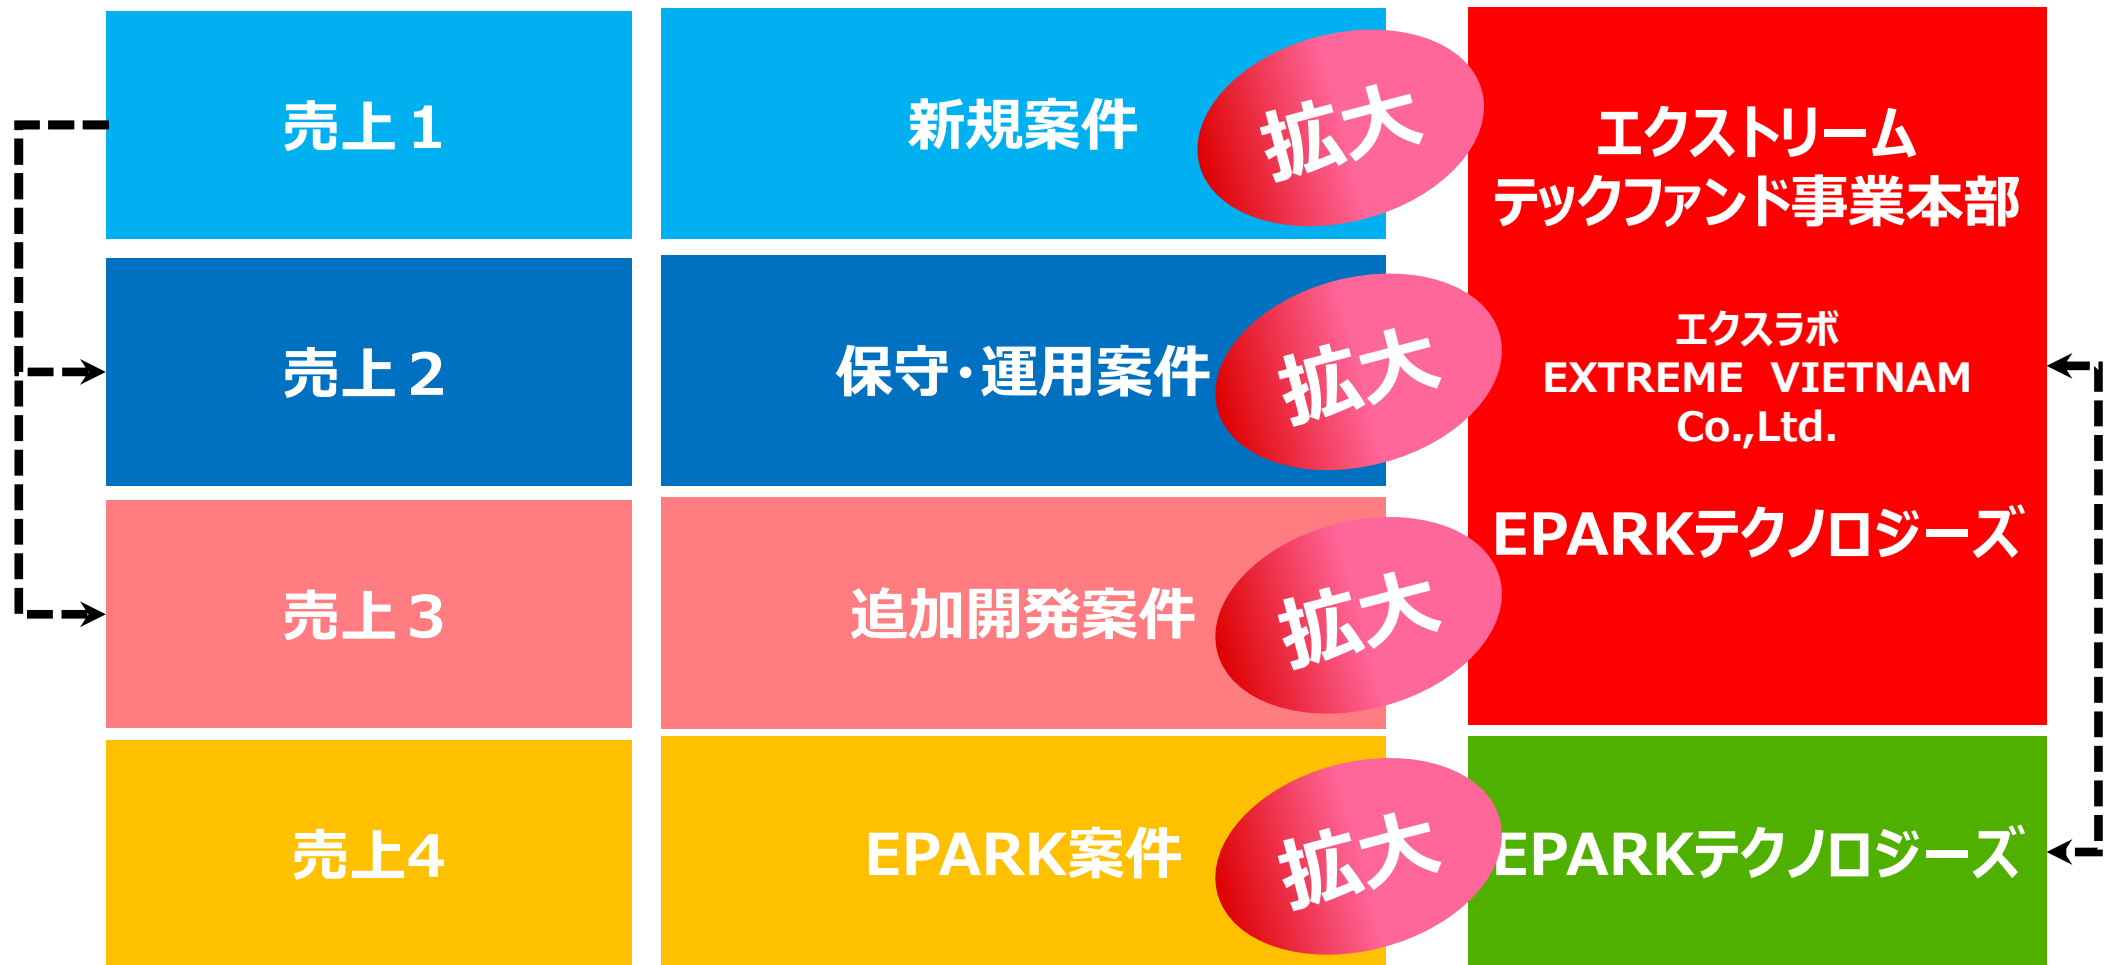 売上１
新規案件
拡大
エクストリーム
テックファンド事業本部
エクスラボ
EXTREME VIETNAM
Co.,Ltd.
EPARKテクノロジーズ
売上２
保守・運用案件
拡大
売上３
追加開発案件
拡大
売上4
EPARK案件
拡大
EPARKテクノロジーズ